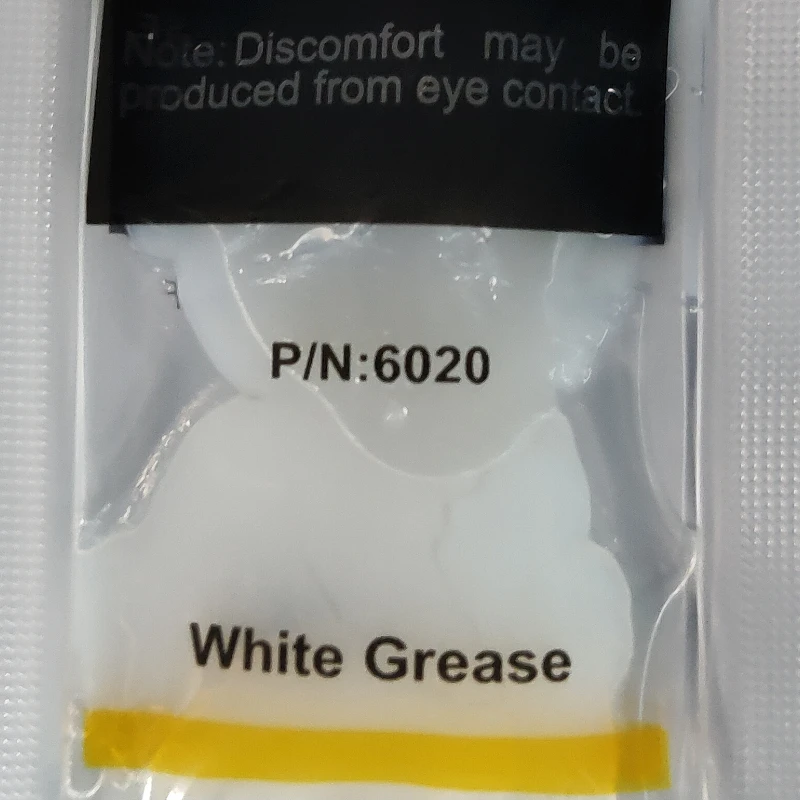 Note: Discomfort may be
produced from eye contact.
P/N:6020
White Grease